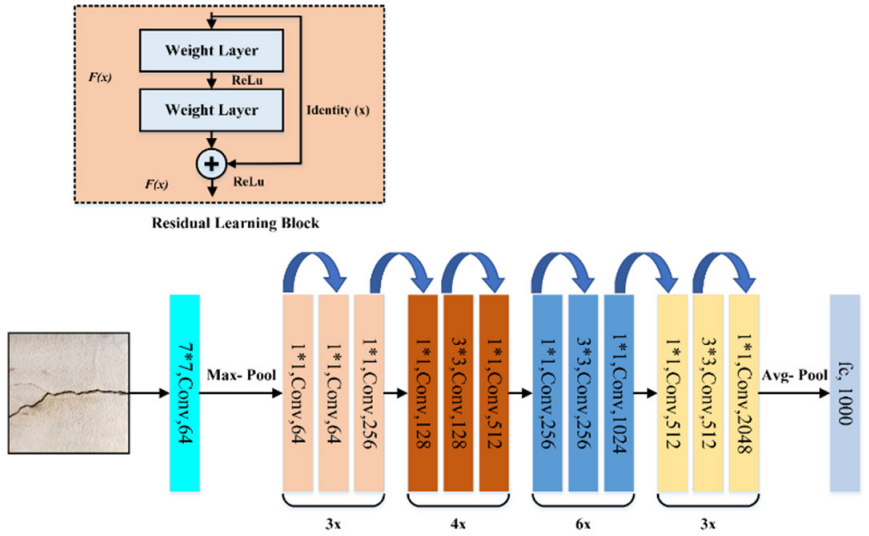 Weight Layer
F(x)
ReLu
Weight Layer
Identity (x)
+
F(x)
ReLu
Residual Learning Block
7*7,Conv,64
Max- Pool
1*1,Conv,64
1*1,Conv,64
1*1,Conv,256
1*1,Conv,128
3*3,Conv,128
1*1,Conv,512
1*1,Conv,256
3*3,Conv,256
1*1,Conv,1024
1*1,Conv,512
3*3,Conv,512
1*1,Conv,2048
Avg- Pool
fc, 1000
3x
4x
6x
3x